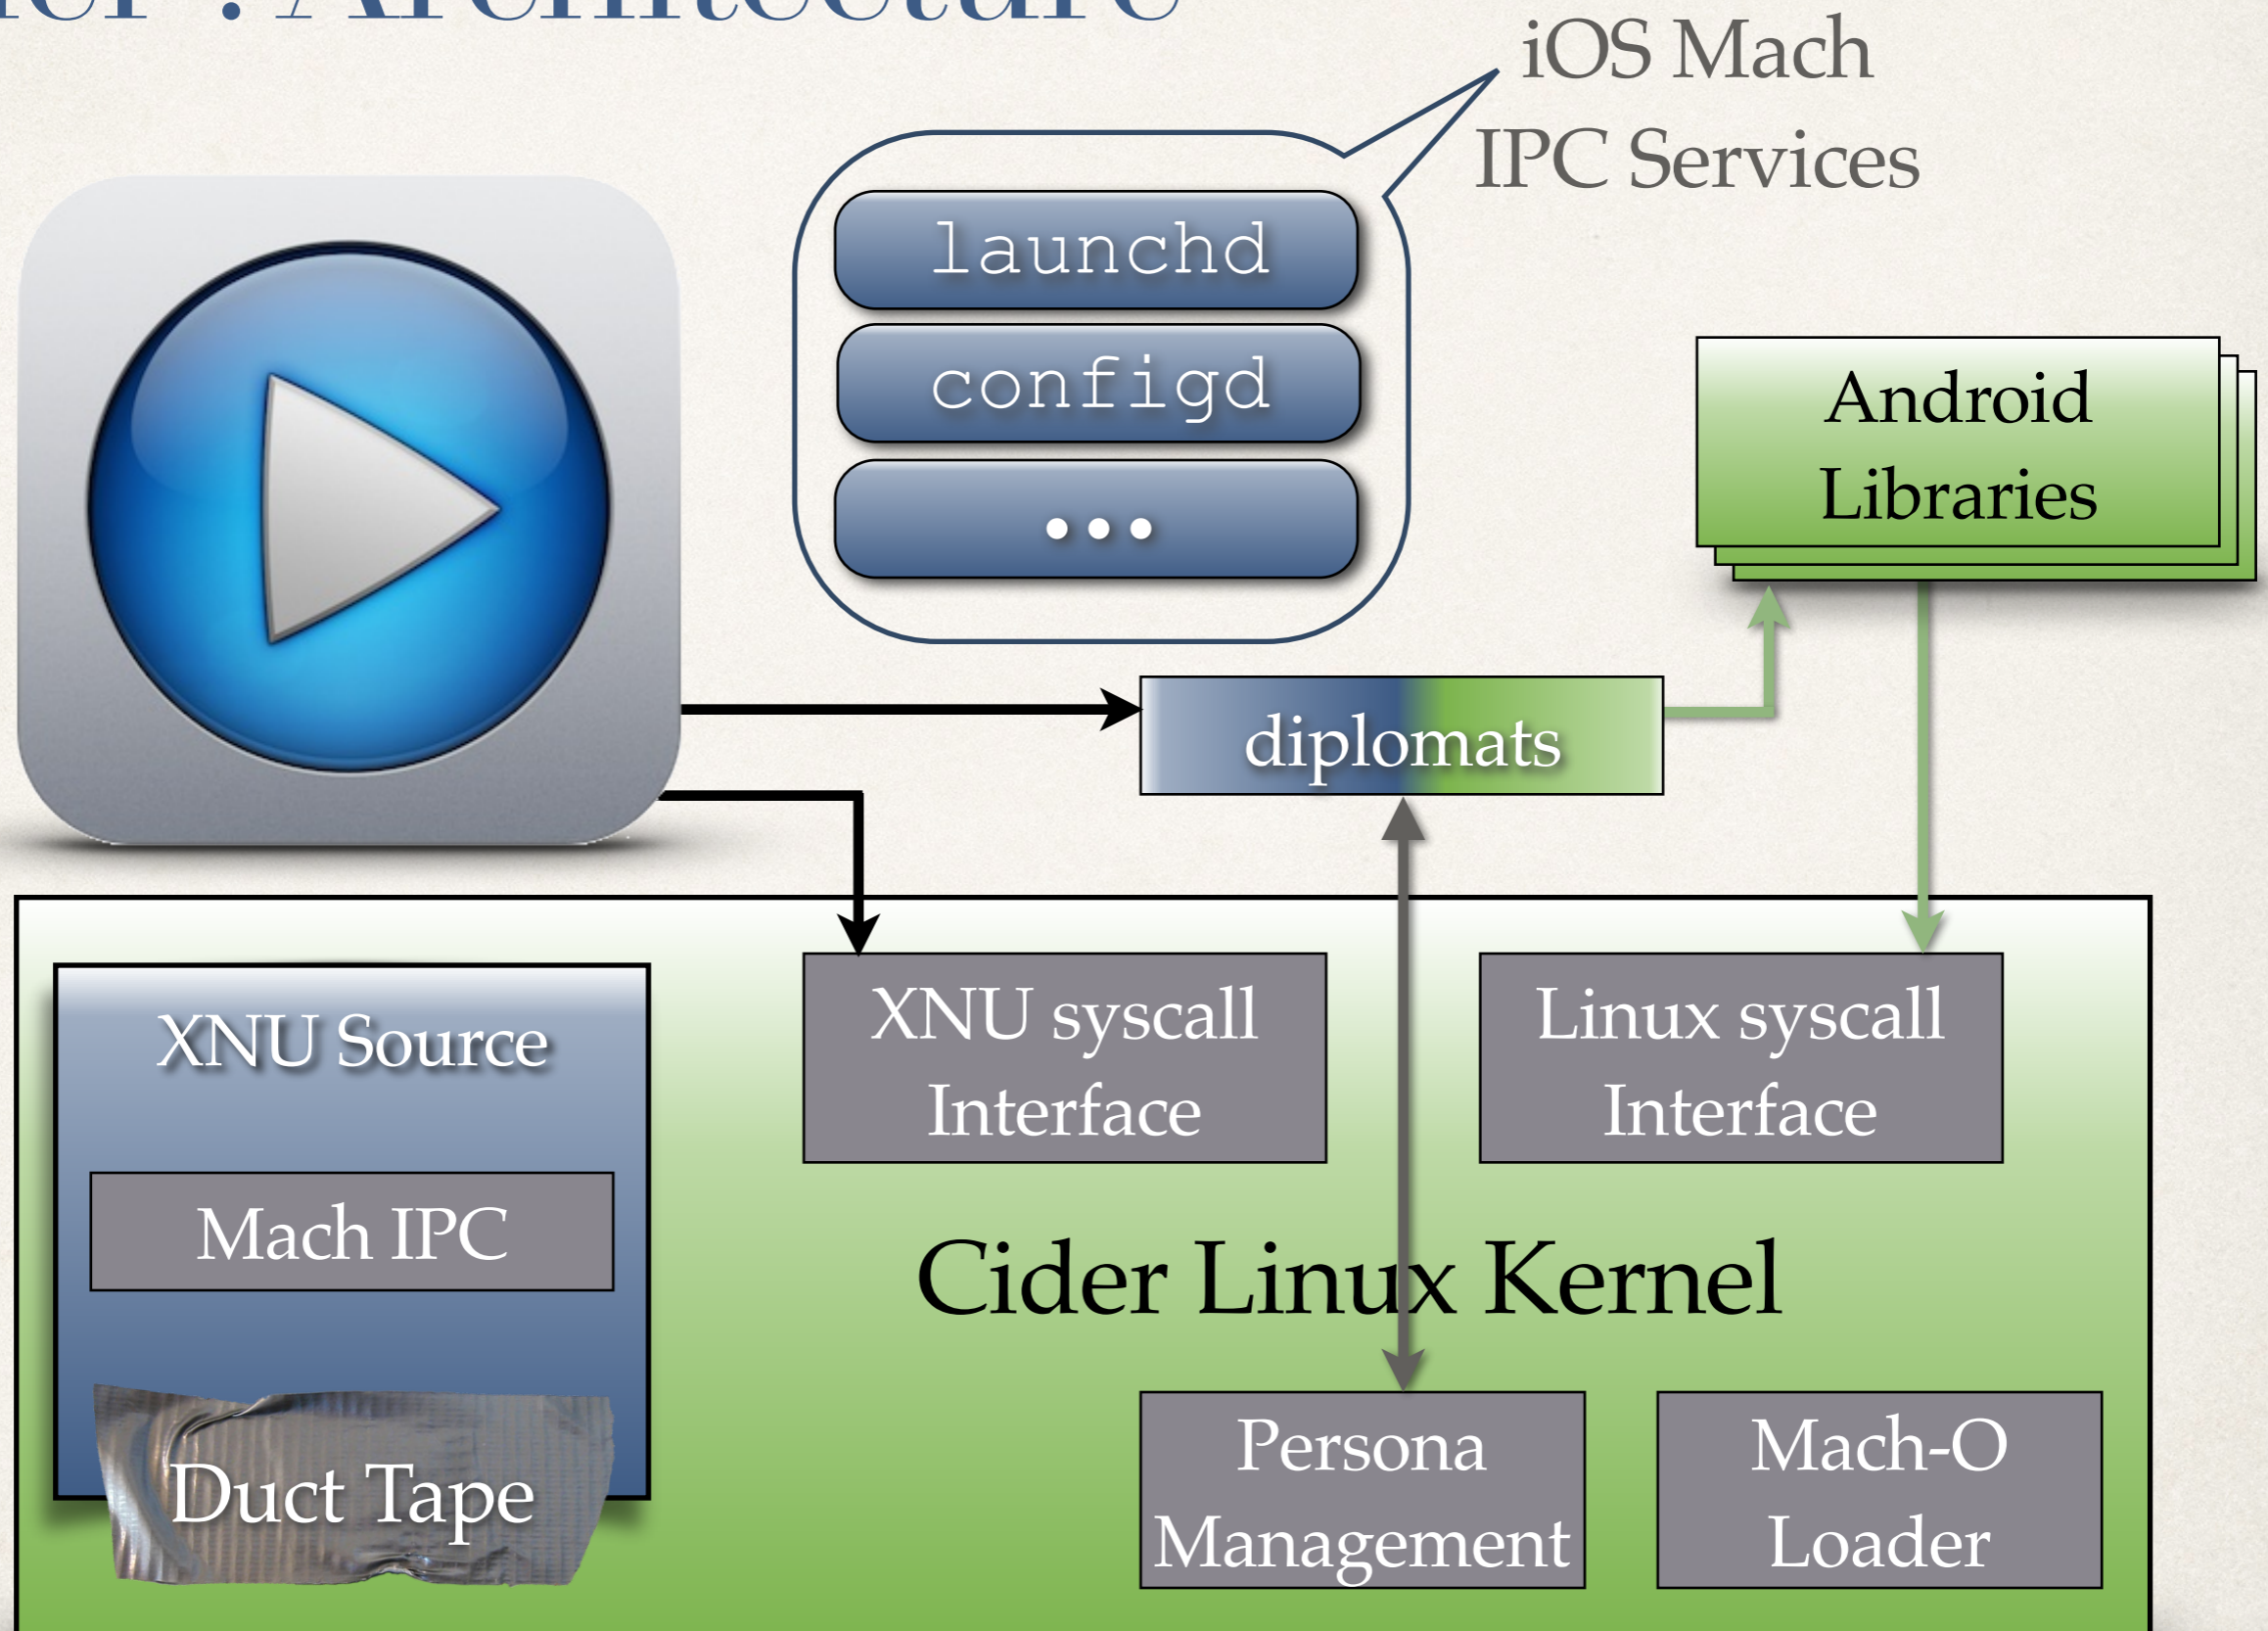 : Architecture
iOS Mach
IPC Services
launchd
configd
•••
Android
Libraries
diplomats
XNU Source
Mach IPC
Duct Tape
XNU syscall
Interface
Linux syscall
Interface
Cider Linux Kernel
Persona
Management
Mach-O
Loader